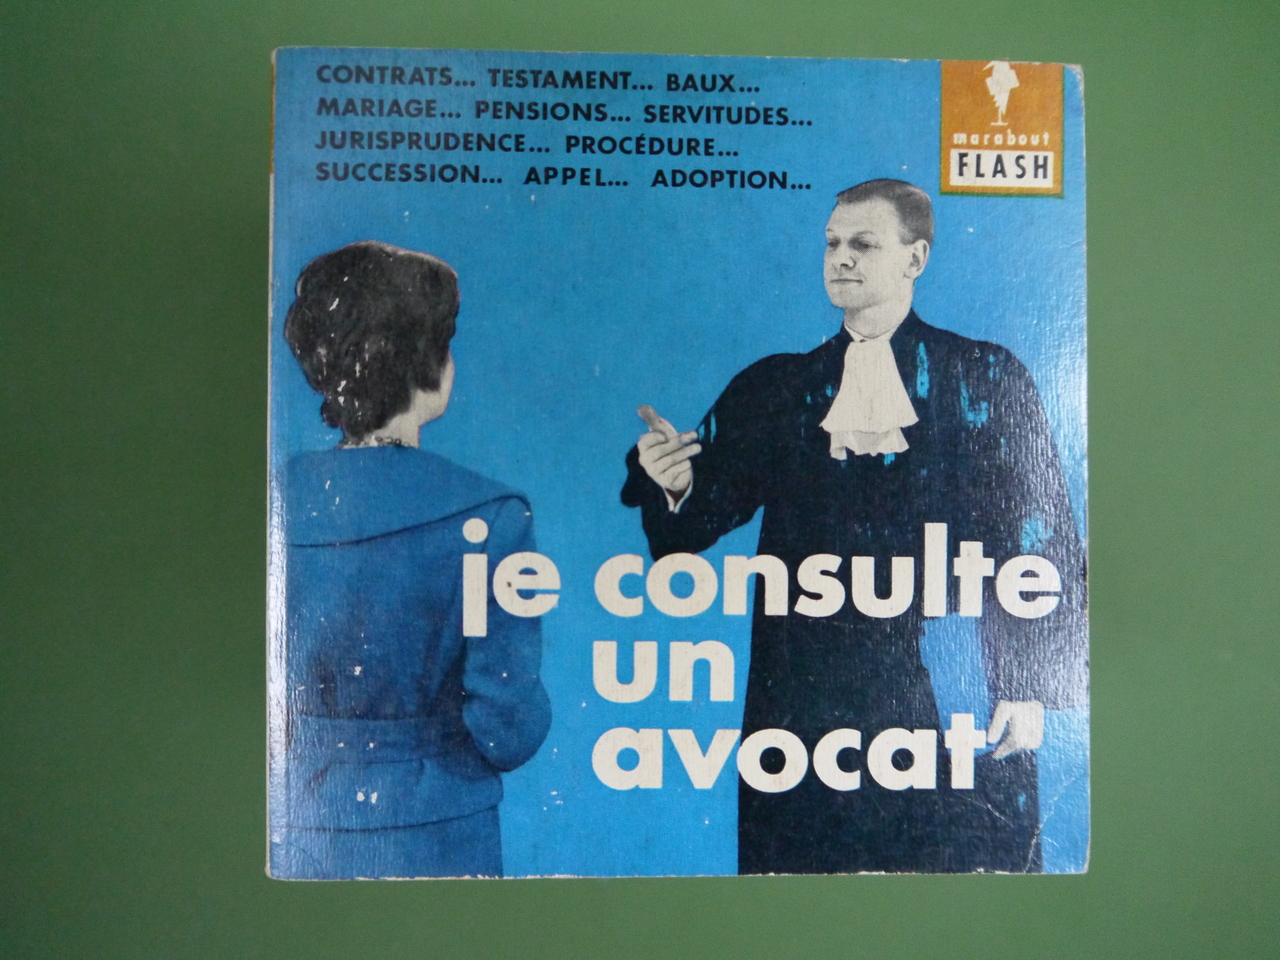 CONTRATS... TESTAMENT... BAUX...
MARIAGE... PENSIONS... SERVITUDES...
JURISPRUDENCE... PROCÉDURE...
SUCCESSION... APPEL... ADOPTION...
marabout
FLASH
je consulte
un
avocat